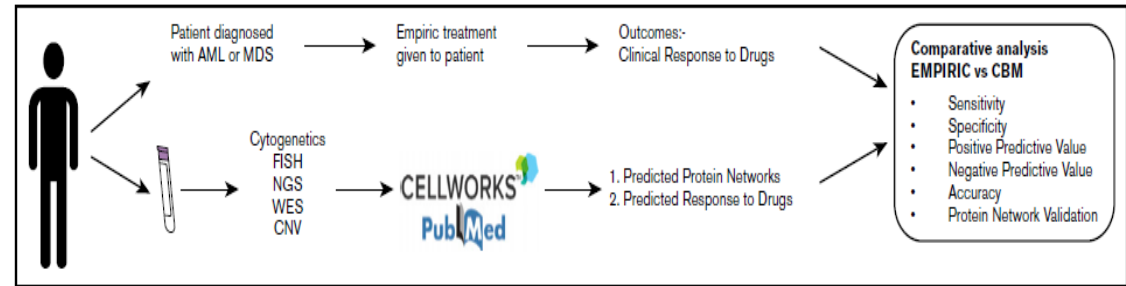 Patient diagnosed
with AML or MDS
Empiric treatment
given to patient
Outcomes:-
Clinical Response to Drugs
Cytogenetics
FISH
NGS
WES
CNV
CELLWORKS
PubMed
1. Predicted Protein Networks
2. Predicted Response to Drugs
Comparative analysis
EMPIRIC vs CBM
• Sensitivity
• Specificity
• Positive Predictive Value
• Negative Predictive Value
• Accuracy
• Protein Network Validation